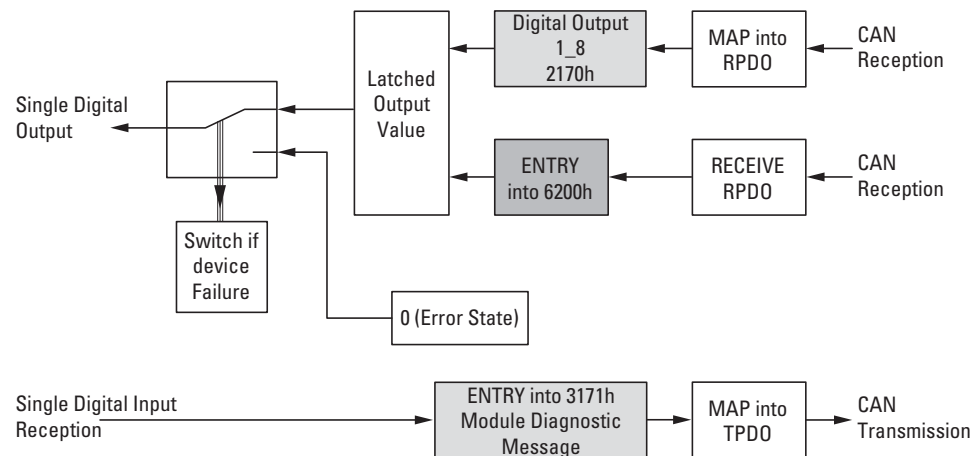 Digital Output
1_8
2170h
MAP into
RPDO
CAN
Reception
Latched
Output
Value
Single Digital
Output
ENTRY
into 6200h
RECEIVE
RPDO
CAN
Reception
Switch if
device
Failure
0 (Error State)
Single Digital Input
Reception
ENTRY into 3171h
Module Diagnostic
Message
MAP into
TPDO
CAN
Transmission